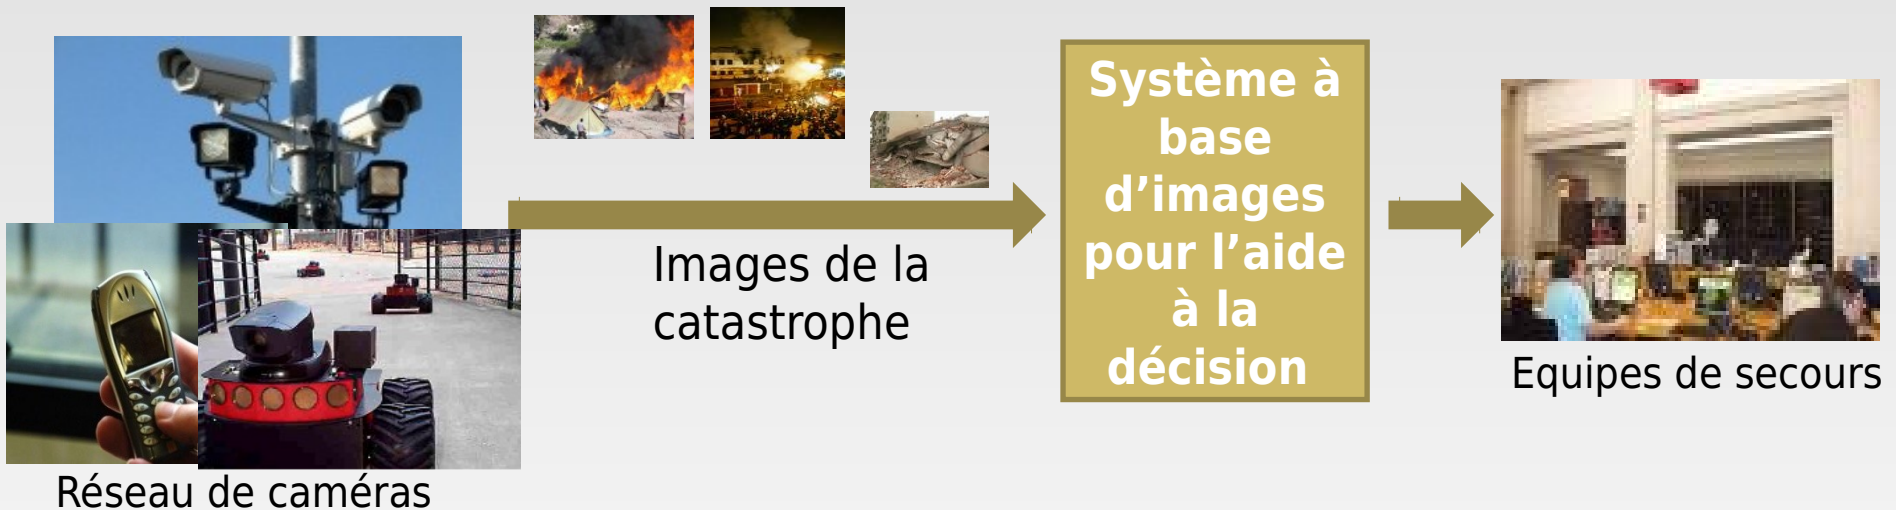 Images de la
catastrophe
Système à
base
d’images
pour l’aide
à la
décision
Equipes de secours
Réseau de caméras